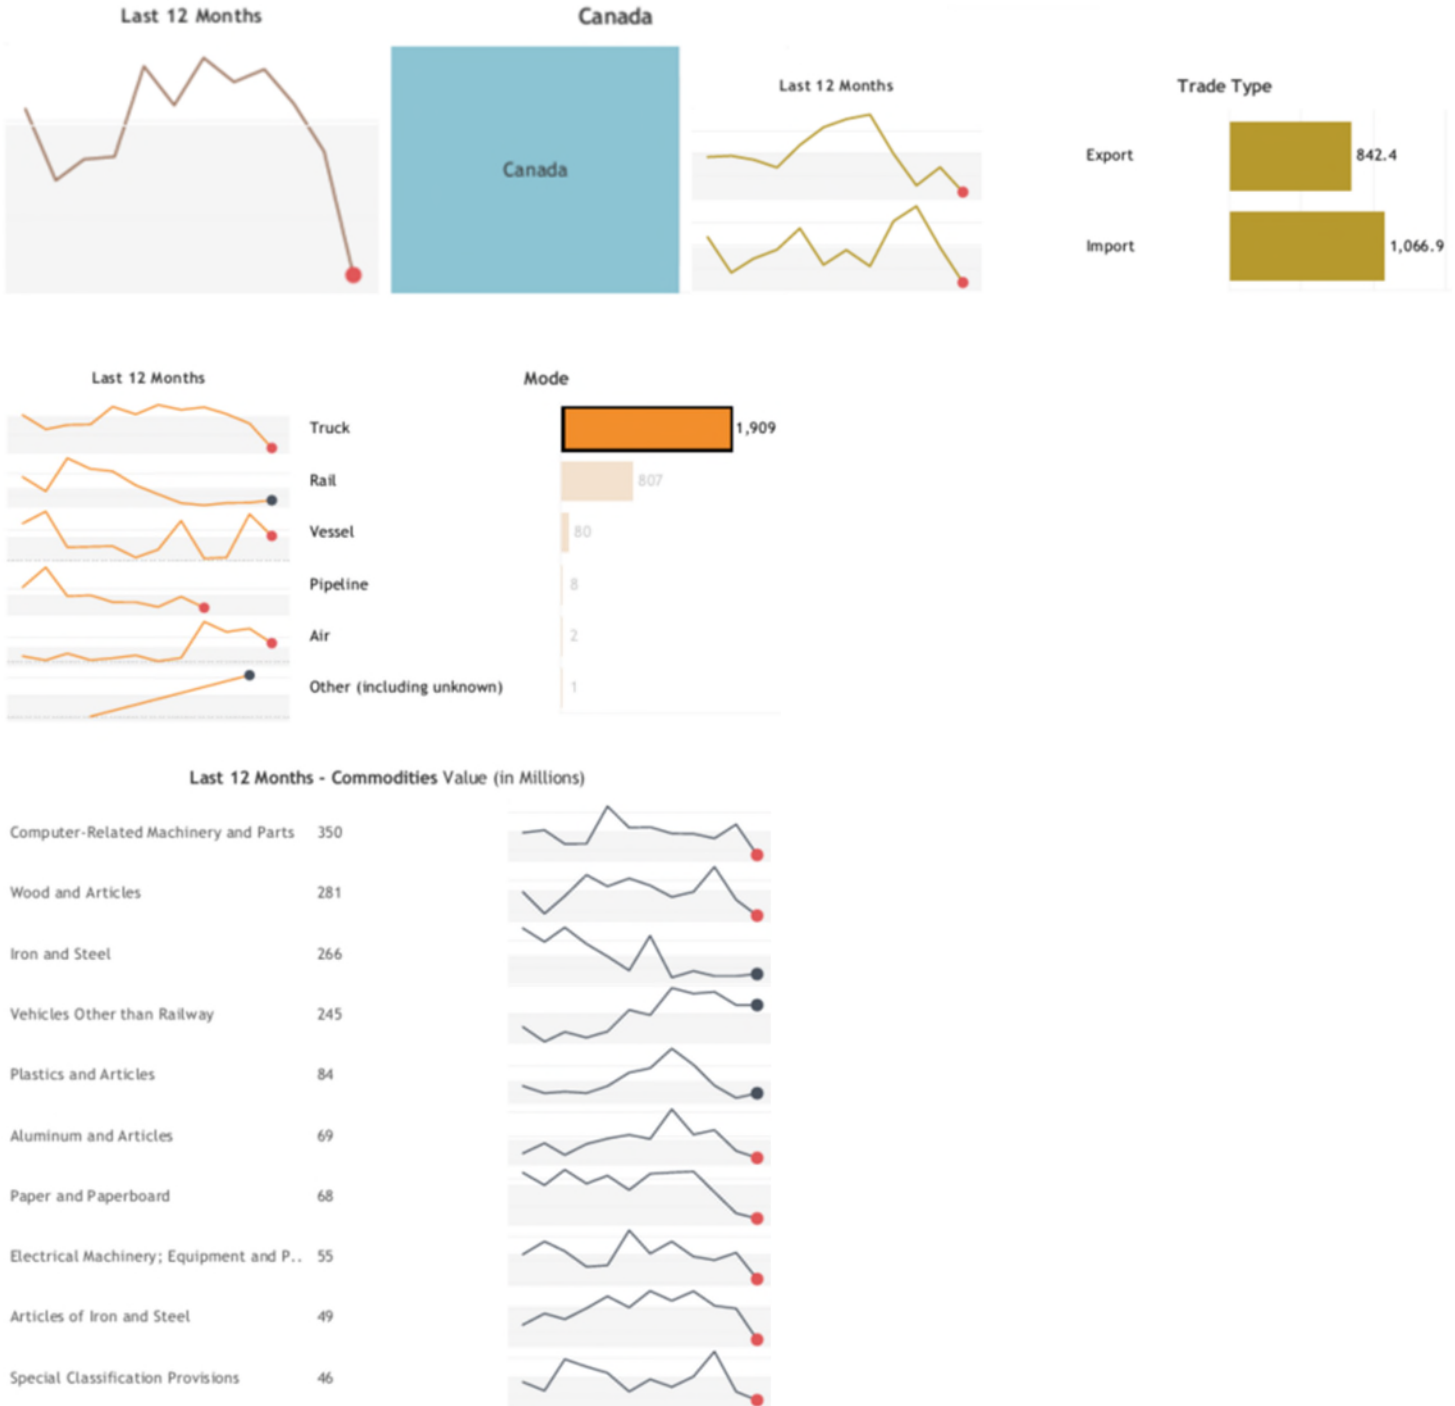 Last 12 Months
Canada
Canada
Last 12 Months
Trade Type
Export 842.4
Import 1,066.9
Last 12 Months
Mode
Truck 1,909
Rail 807
Vessel 80
Pipeline 8
Air 2
Other (including unknown) 1
Last 12 Months - Commodities Value (in Millions)
Computer-Related Machinery and Parts 350
Wood and Articles 281
Iron and Steel 266
Vehicles Other than Railway 245
Plastics and Articles 84
Aluminum and Articles 69
Paper and Paperboard 68
Electrical Machinery; Equipment and P.. 55
Articles of Iron and Steel 49
Special Classification Provisions 46